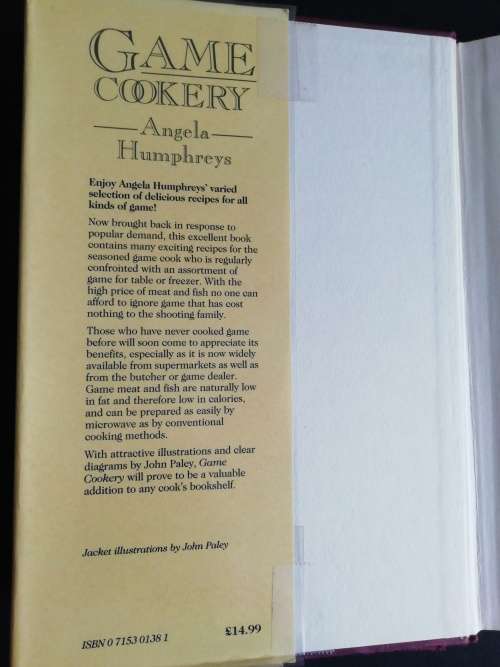 GAME
COOKERY
Angela
Humphreys
Enjoy Angela Humphreys' varied
selection of delicious recipes for all
kinds of game!
Now brought back in response to
popular demand, this excellent book
contains many exciting recipes for the
seasoned game cook who is regularly
confronted with an assortment of
game for table or freezer. With the
high price of meat and fish no one can
afford to ignore game that has cost
nothing to the shooting family.
Those who have never cooked game
before will soon come to appreciate its
benefits, especially as it is now widely
available from supermarkets as well as
from the butcher or game dealer.
Game meat and fish are naturally low
in fat and therefore low in calories,
and can be prepared as easily by
microwave as by conventional
cooking methods.
With attractive illustrations and clear
diagrams by John Paley, Game
Cookery will prove to be a valuable
addition to any cook's bookshelf.
Jacket illustrations by John Paley
ISBN 0 7153 0138 1
£14.99